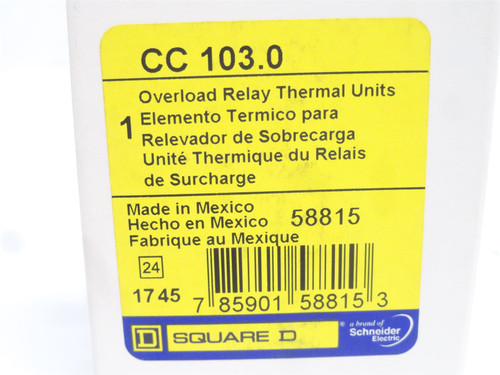 CC 103.0
Overload Relay Thermal Units
1 Elemento Termico para
Relevador de Sobrecarga
Unité Thermique du Relais
de Surcharge
Made in Mexico
Hecho en Mexico 58815
Fabrique au Mexique
24
1745
7 85901 58815 3
D SQUARE D
® a brand of
Schneider
Electric